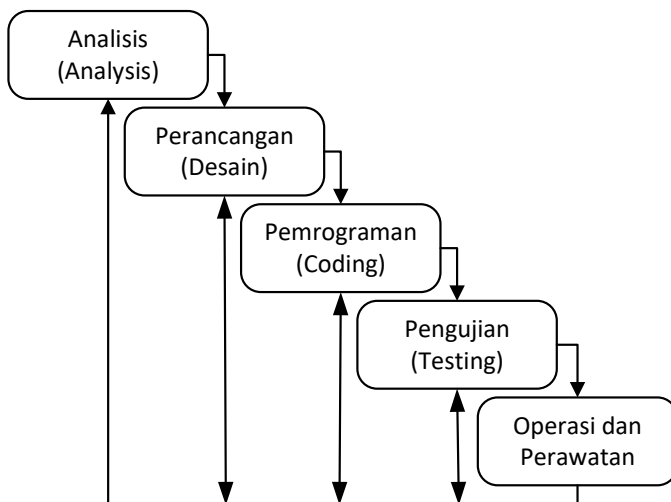 Analisis
(Analysis)
Perancangan
(Desain)
Pemrograman
(Coding)
Pengujian
(Testing)
Operasi dan
Perawatan